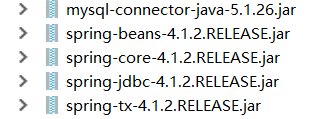 mysql-connector-java-5.1.26.jar
spring-beans-4.1.2.RELEASE.jar
spring-core-4.1.2.RELEASE.jar
spring-jdbc-4.1.2.RELEASE.jar
spring-tx-4.1.2.RELEASE.jar